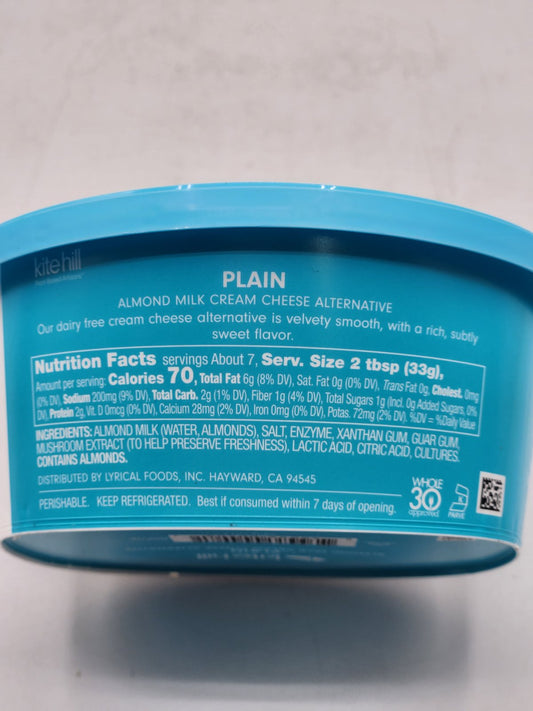 kite hill
PLAIN
ALMOND MILK CREAM CHEESE ALTERNATIVE
Our dairy free cream cheese alternative is velvety smooth, with a rich, subtly
sweet flavor.
Nutrition Facts servings About 7, Serv. Size 2 tbsp (33g),
Amount per serving: Calories 70, Total Fat 6g (8% DV), Sat. Fat 0g (0% DV), Trans Fat 0g, Cholest. 0mg
(0% DV), Sodium 200mg (9% DV), Total Carb. 2g (1% DV), Fiber 1g (4% DV), Total Sugars 1g (Incl. 0g Added Sugars, 0%
DV), Protein 2g, Vit. D 0mcg (0% DV), Calcium 28mg (2% DV), Iron 0mg (0% DV), Potas. 72mg (2% DV). %DV = %Daily Value
INGREDIENTS: ALMOND MILK (WATER, ALMONDS), SALT, ENZYME, XANTHAN GUM, GUAR GUM,
MUSHROOM EXTRACT (TO HELP PRESERVE FRESHNESS), LACTIC ACID, CITRIC ACID, CULTURES.
CONTAINS ALMONDS.
DISTRIBUTED BY LYRICAL FOODS, INC. HAYWARD, CA 94545
PERISHABLE. KEEP REFRIGERATED. Best if consumed within 7 days of opening.
WHOLE
30
approved
PARVE